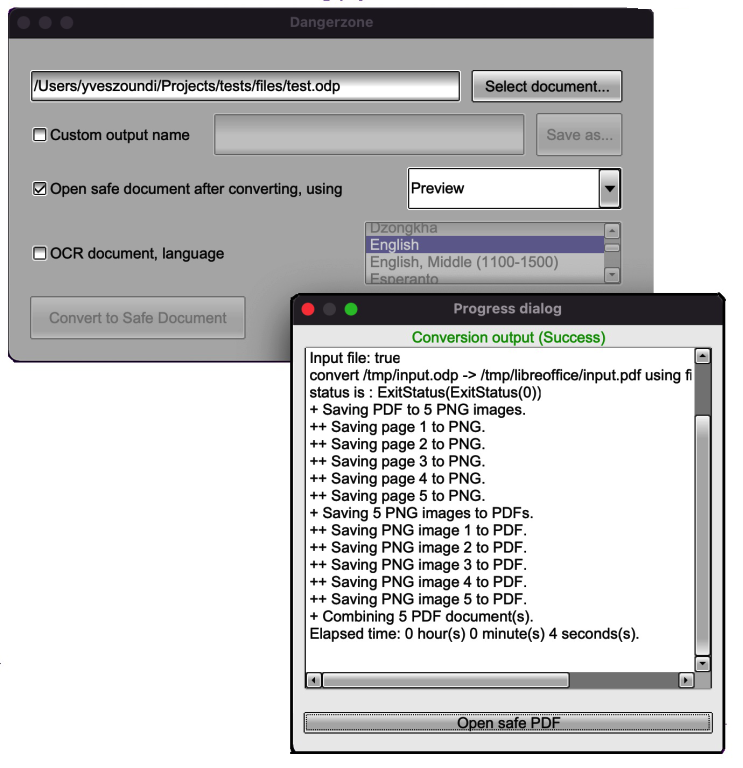 Dangerzone
/Users/yveszoundi/Projects/tests/files/test.odp
Select document...
Custom output name
Save as...
Open safe document after converting, using
Preview
OCR document, language
Dzongkha
English
English, Middle (1100-1500)
Esperanto
Convert to Safe Document
Progress dialog
Conversion output (Success)
Input file: true
convert /tmp/input.odp -> /tmp/libreoffice/input.pdf using fi
status is : ExitStatus(ExitStatus(0))
+ Saving PDF to 5 PNG images.
++ Saving page 1 to PNG.
++ Saving page 2 to PNG.
++ Saving page 3 to PNG.
++ Saving page 4 to PNG.
++ Saving page 5 to PNG.
+ Saving 5 PNG images to PDFs.
++ Saving PNG image 1 to PDF.
++ Saving PNG image 2 to PDF.
++ Saving PNG image 3 to PDF.
++ Saving PNG image 4 to PDF.
++ Saving PNG image 5 to PDF.
+ Combining 5 PDF document(s).
Elapsed time: 0 hour(s) 0 minute(s) 4 seconds(s).
Open safe PDF